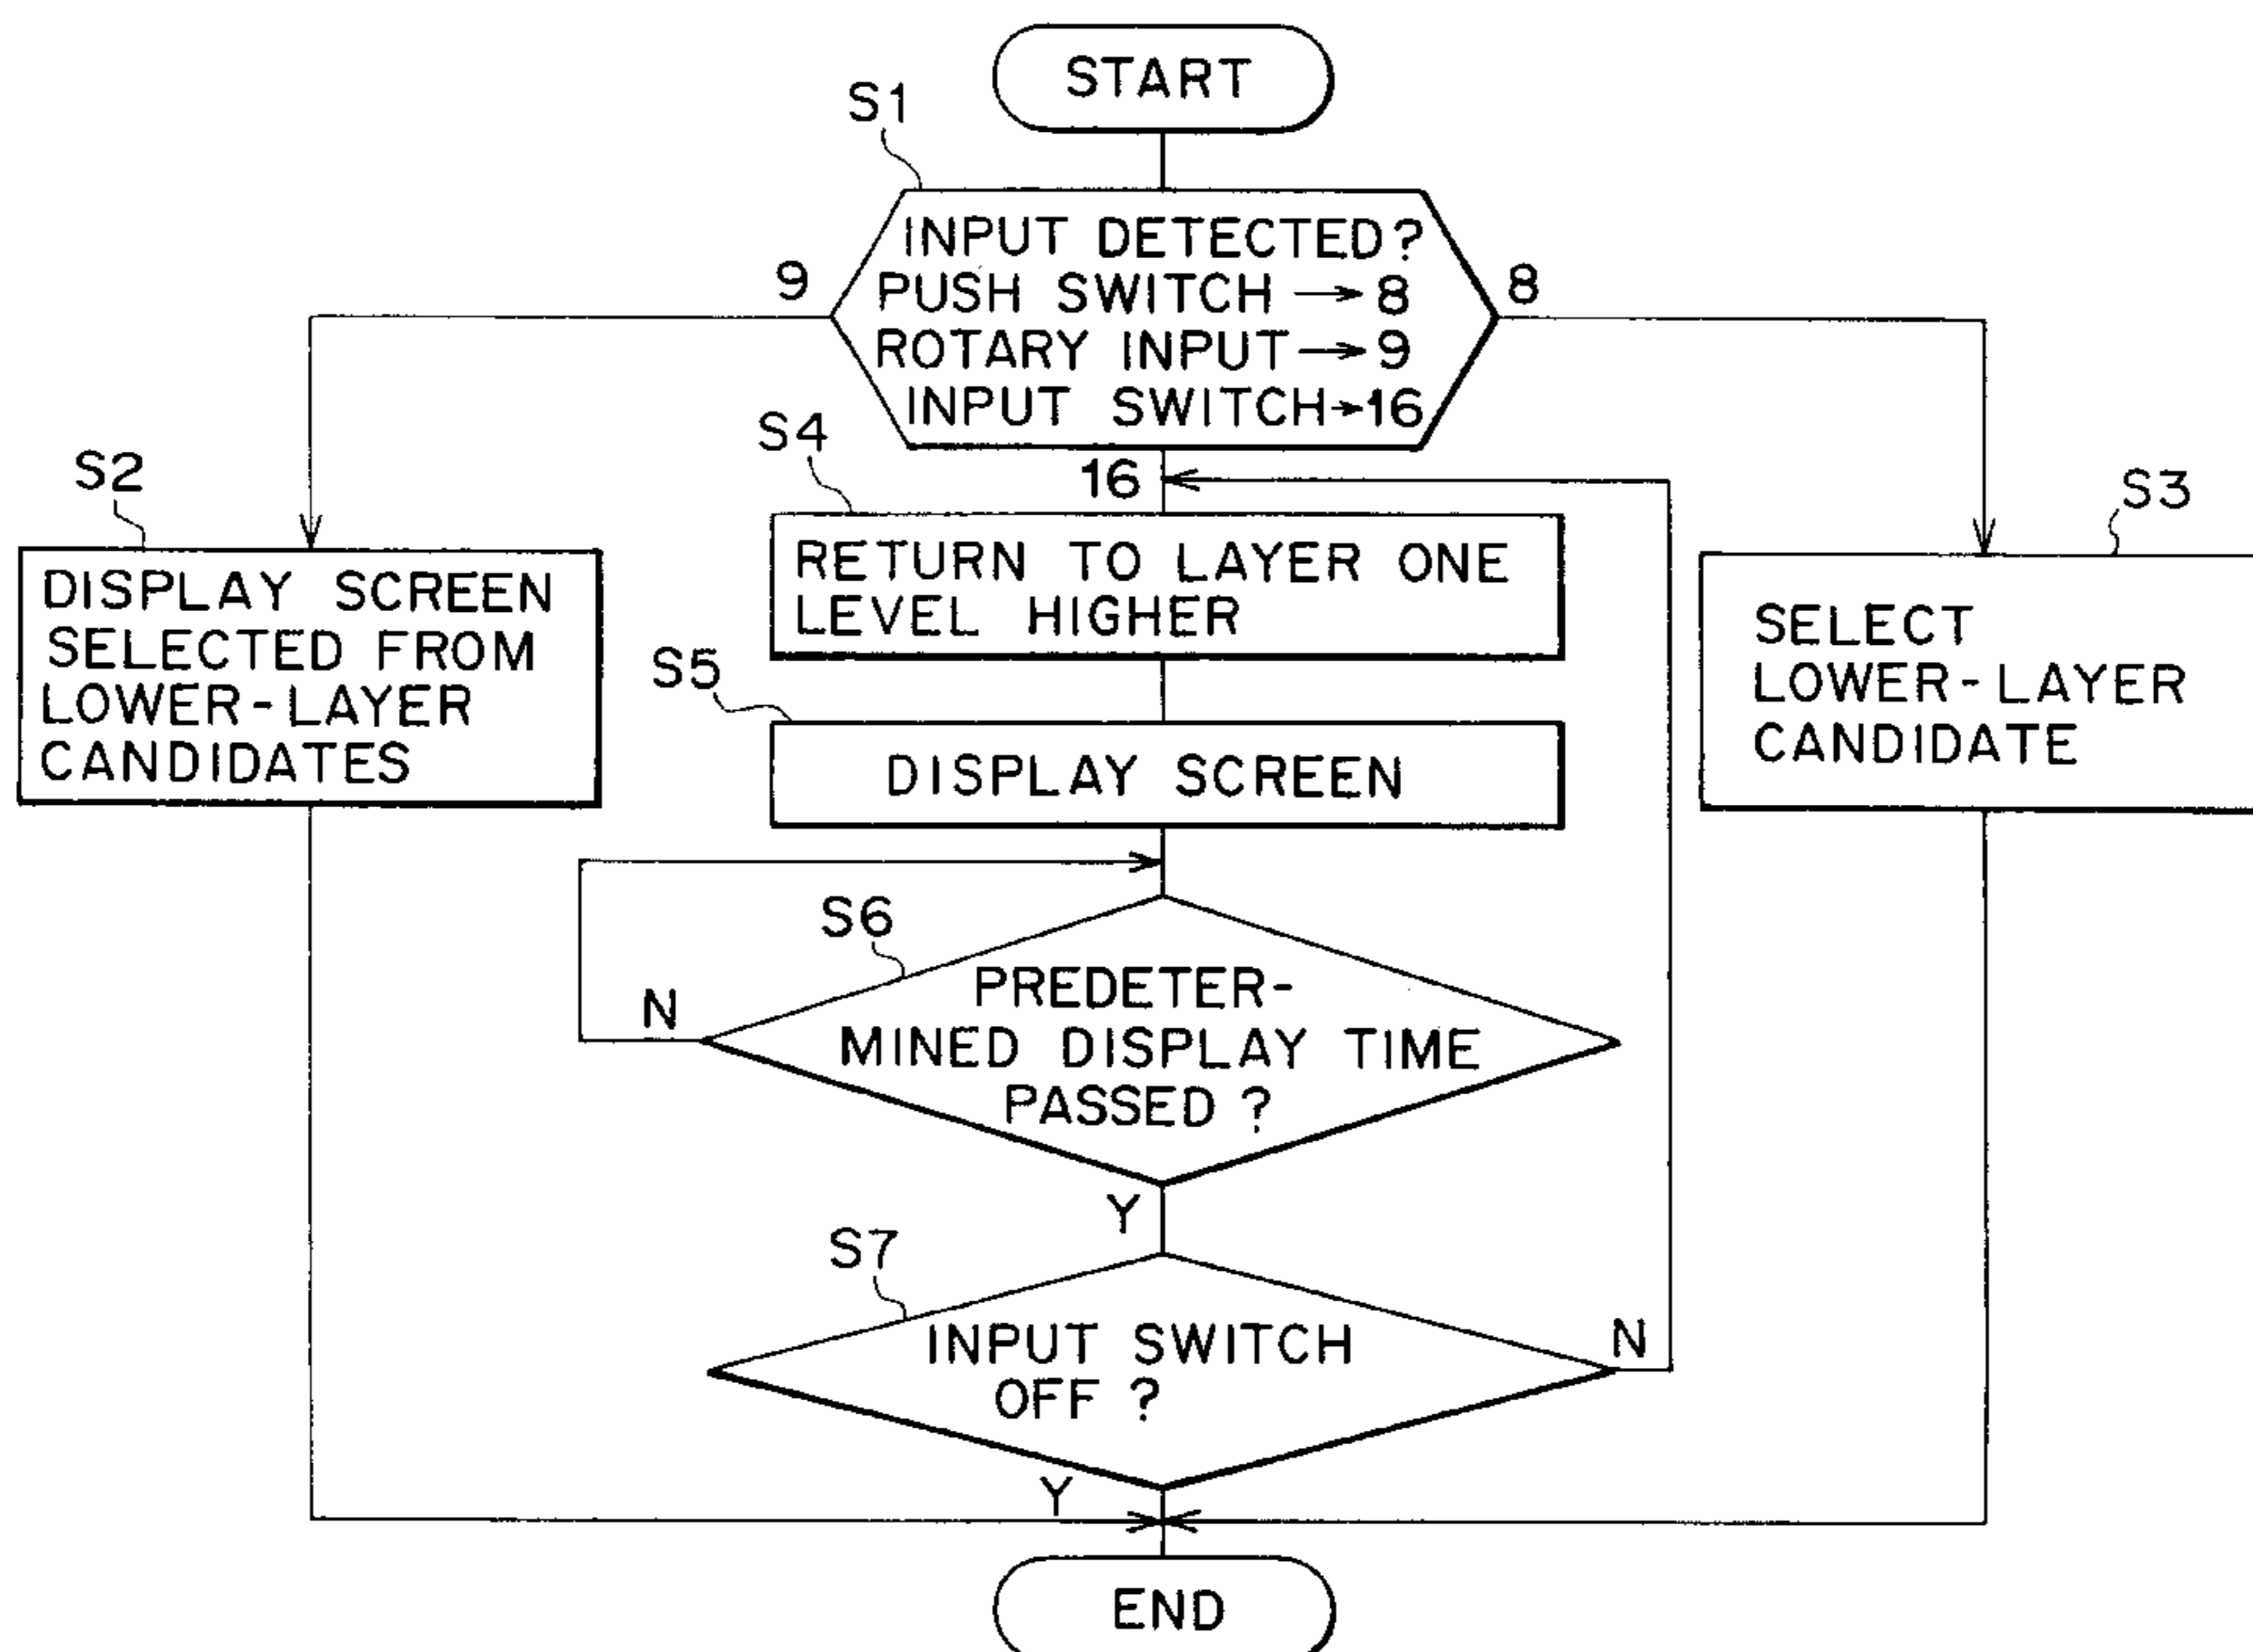 START
S1
INPUT DETECTED?
PUSH SWITCH → 8
ROTARY INPUT → 9
INPUT SWITCH → 16
9
8
16
S2
DISPLAY SCREEN
SELECTED FROM
LOWER-LAYER
CANDIDATES
S4
RETURN TO LAYER ONE
LEVEL HIGHER
S3
SELECT
LOWER-LAYER
CANDIDATE
S5
DISPLAY SCREEN
S6
PREDETER-
MINED DISPLAY TIME
PASSED ?
N
Y
S7
INPUT SWITCH
OFF ?
N
Y
END